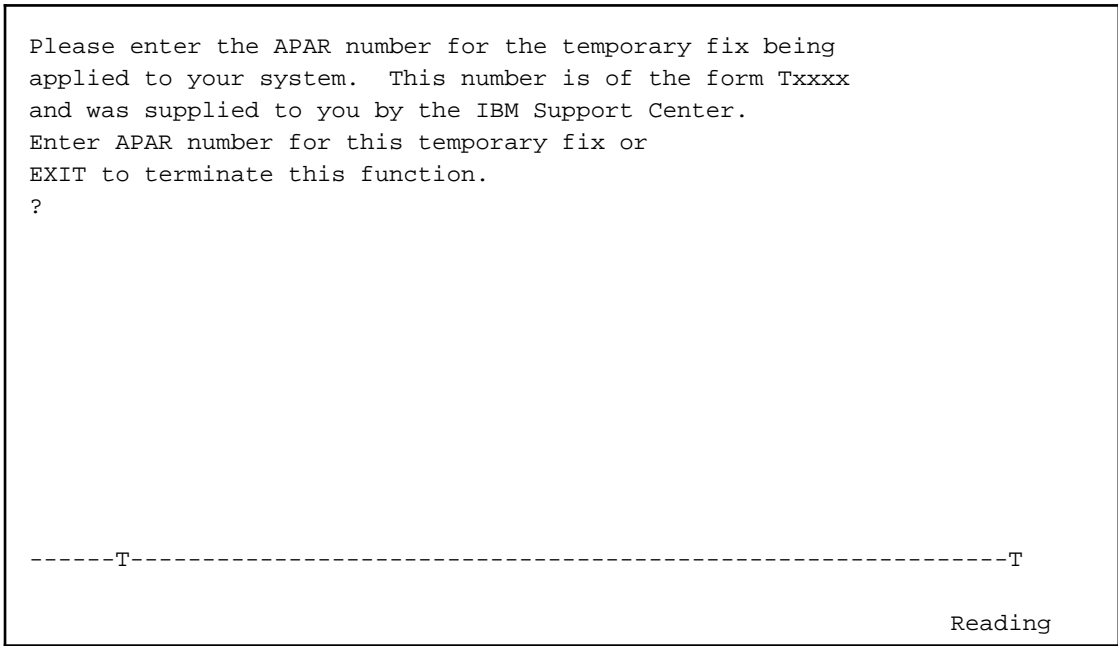 Please enter the APAR number for the temporary fix being
applied to your system.  This number is of the form Txxxx
and was supplied to you by the IBM Support Center.
Enter APAR number for this temporary fix or
EXIT to terminate this function.
?
------T-------------------------------------------------------------T
Reading